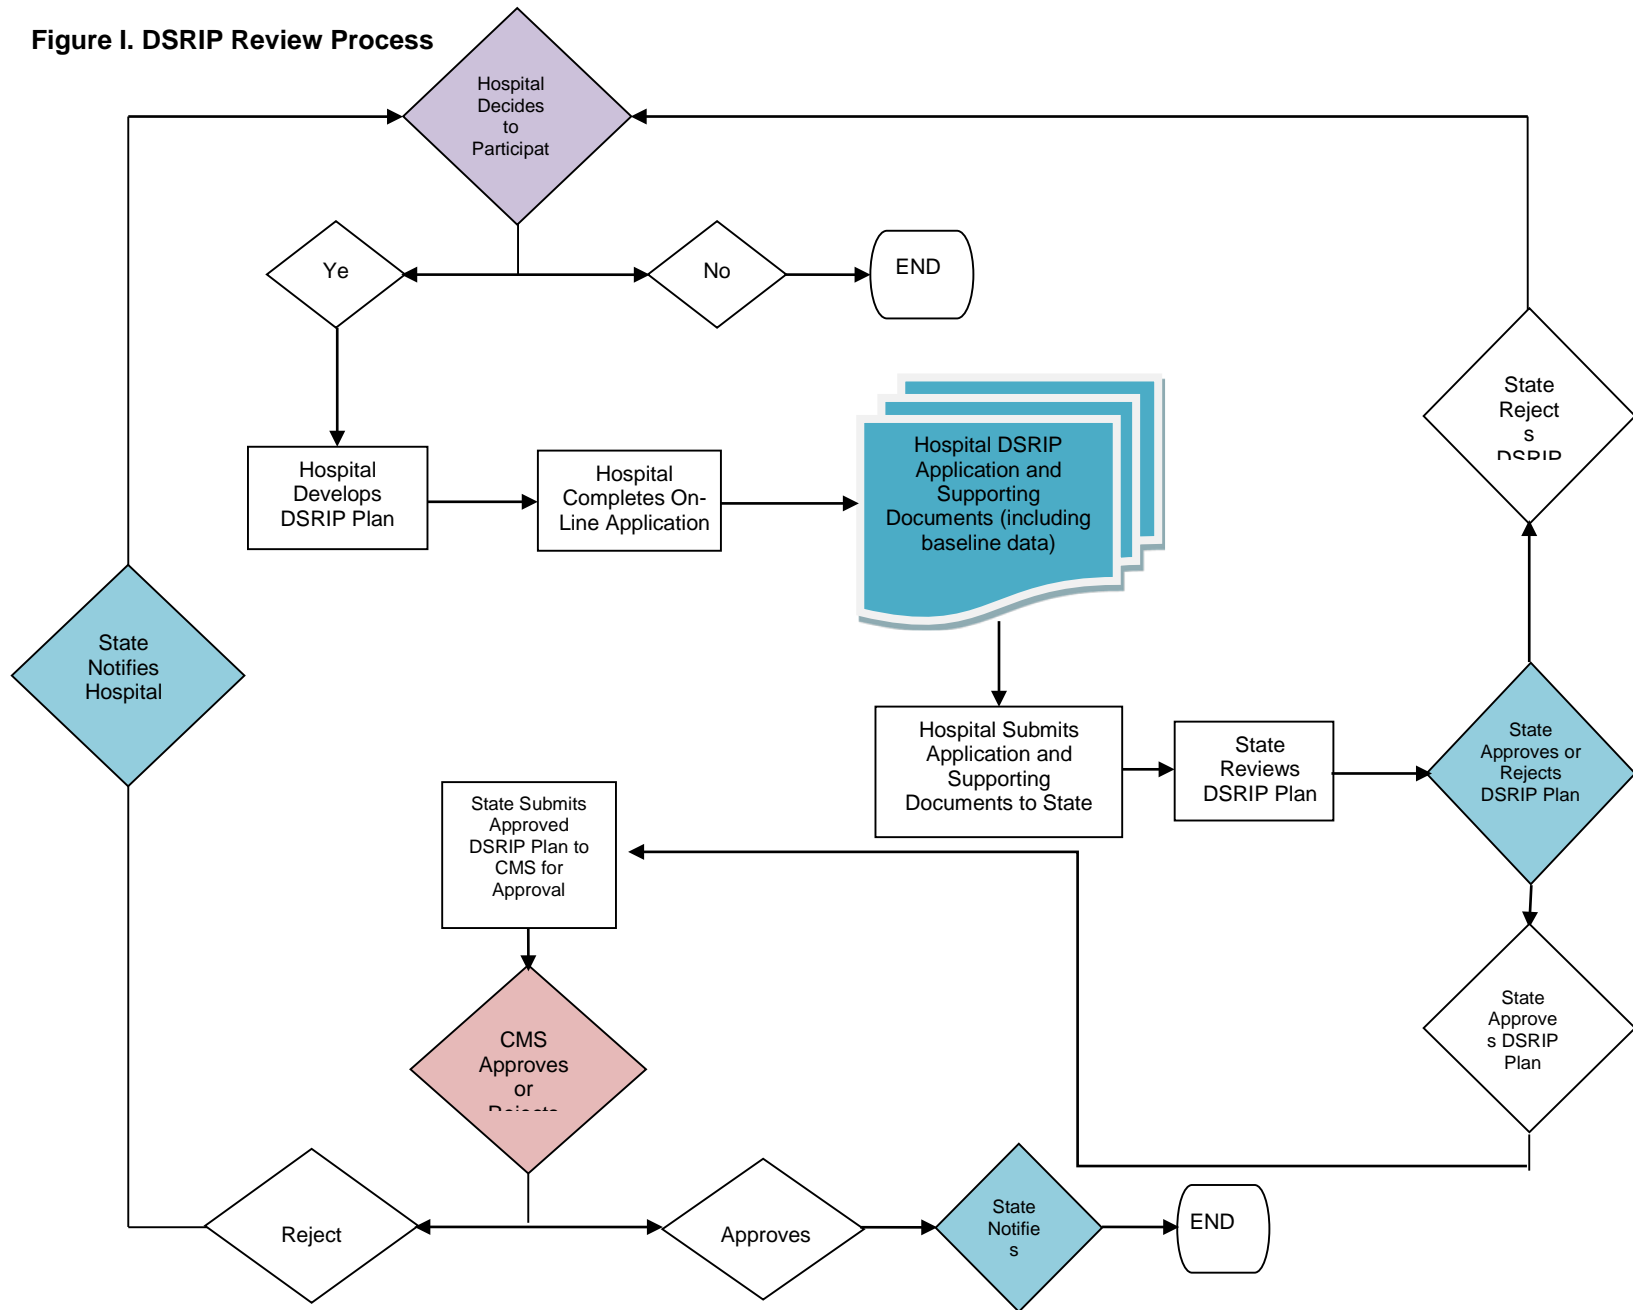 Figure I. DSRIP Review Process
Hospital
Decides
to
Participat
Ye
No
END
Hospital
Develops
DSRIP Plan
Hospital
Completes On-
Line Application
Hospital DSRIP
Application and
Supporting
Documents (including
baseline data)
State
Reject
s
DSRIP
State
Notifies
Hospital
Hospital Submits
Application and
Supporting
Documents to State
State
Reviews
DSRIP Plan
State
Approves or
Rejects
DSRIP Plan
State Submits
Approved
DSRIP Plan to
CMS for
Approval
State
Approve
s DSRIP
Plan
CMS
Approves
or
Rejects
Reject
Approves
State
Notifie
s
END